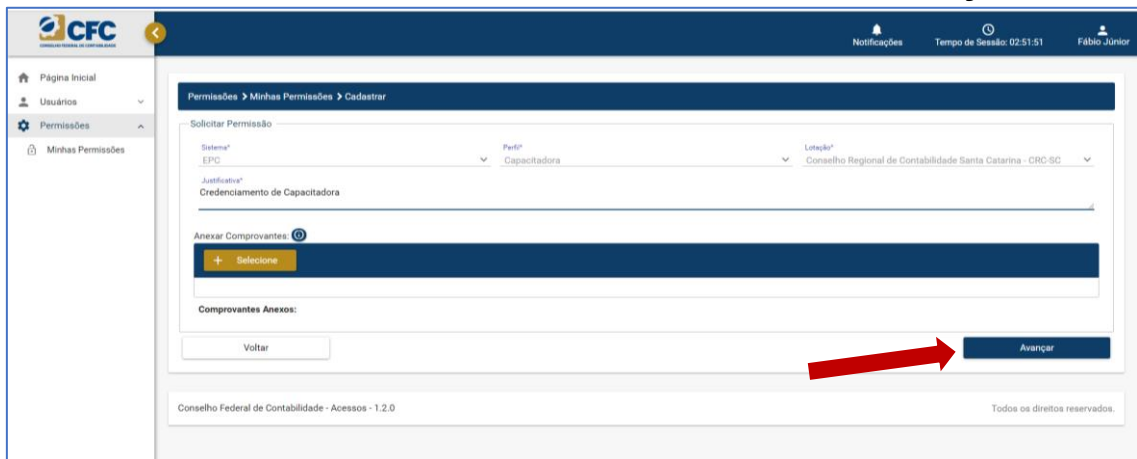 CFC
CONSELHO FEDERAL DE CONTABILIDADE
Notificações
Tempo de Sessão: 02:51:51
Fábio Júnior
Página Inicial
Usuários
Permissões
Minhas Permissões
Permissões > Minhas Permissões > Cadastrar
Solicitar Permissão
Sistema* Perfil* Lotação*
EPC Capacitadora Conselho Regional de Contabilidade Santa Catarina - CRC-SC
Justificativa*
Credenciamento de Capacitadora
Anexar Comprovantes:
+ Selecione
Comprovantes Anexos:
Voltar Avançar
Conselho Federal de Contabilidade - Acessos - 1.2.0 Todos os direitos reservados.